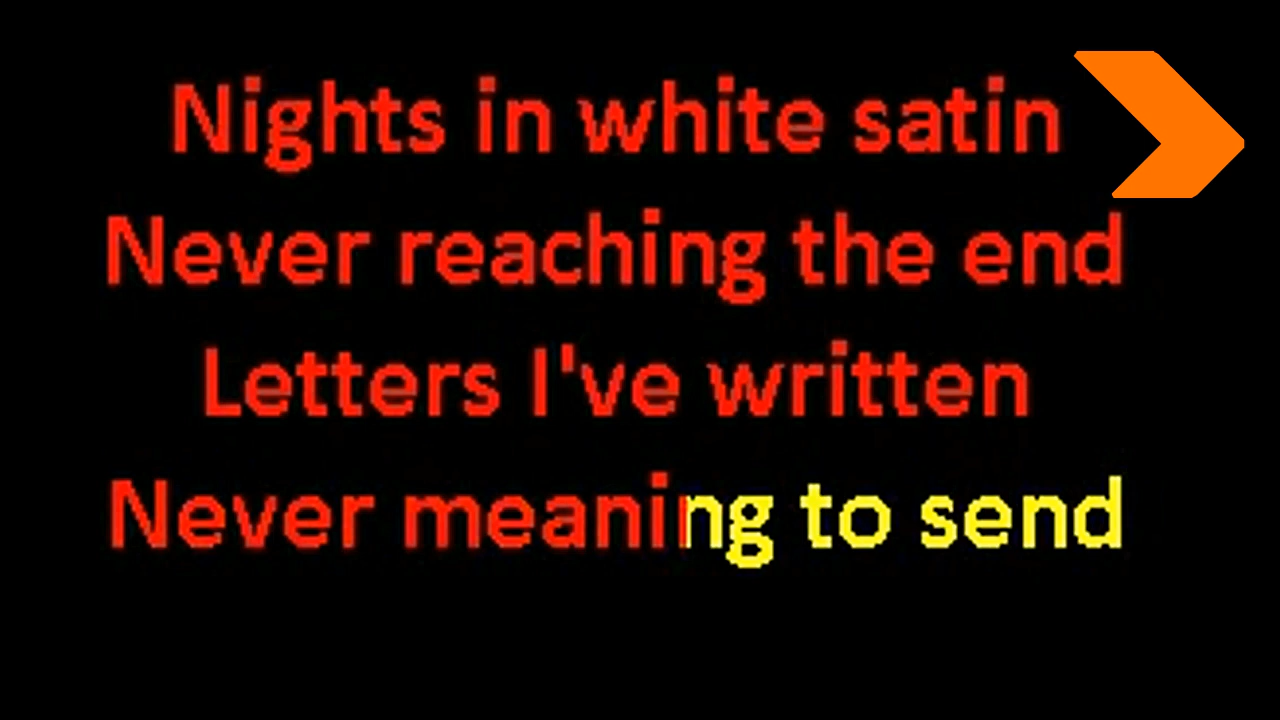 Nights in white satin
Never reaching the end
Letters I've written
Never meaning to send